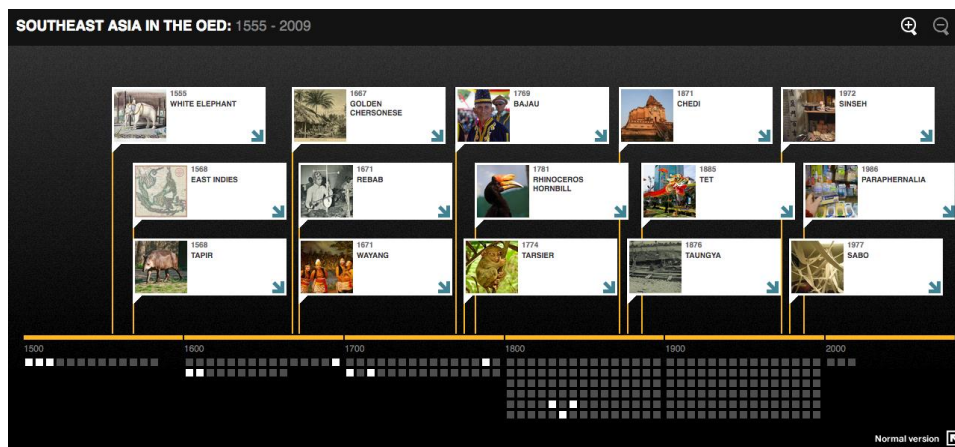 SOUTHEAST ASIA IN THE OED: 1555 - 2009
1555
WHITE ELEPHANT
1667
GOLDEN
CHERSONESE
1769
BAJAU
1871
CHEDI
1972
SINSEH
1568
EAST INDIES
1671
REBAB
1781
RHINOCEROS
HORNBILL
1885
TET
1986
PARAPHERNALIA
1568
TAPIR
1671
WAYANG
1774
TARSIER
1876
TAUNGYA
1977
SABO
1500
1600
1700
1800
1900
2000
Normal version